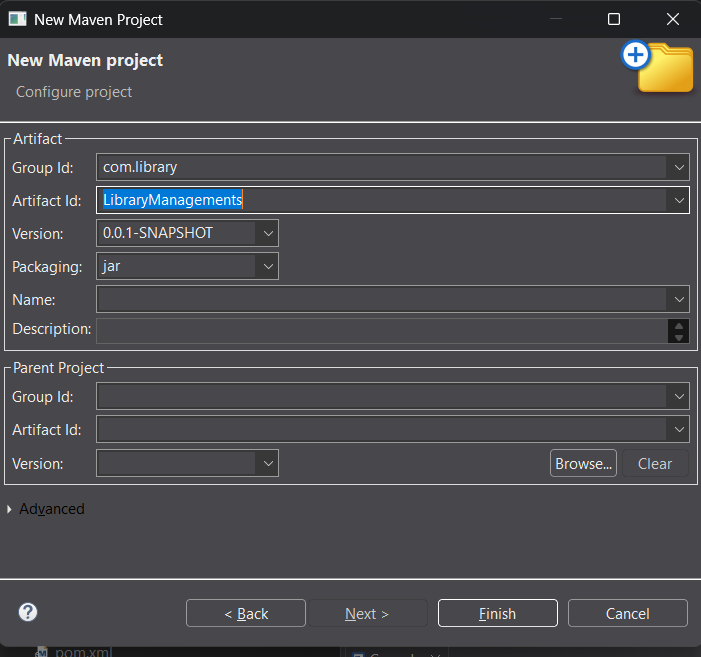 New Maven Project
New Maven project
Configure project
Artifact
Group Id: com.library
Artifact Id: LibraryManagements
Version: 0.0.1-SNAPSHOT
Packaging: jar
Name:
Description:
Parent Project
Group Id:
Artifact Id:
Version:
Browse... Clear
Advanced
< Back Next > Finish Cancel
pom.xml